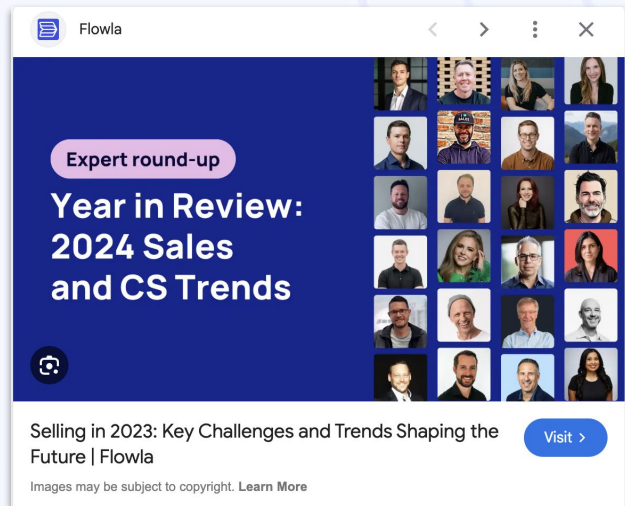 Flowla
Expert round-up
Year in Review:
2024 Sales
and CS Trends
Selling in 2023: Key Challenges and Trends Shaping the
Future | Flowla
Visit >
Images may be subject to copyright. Learn More